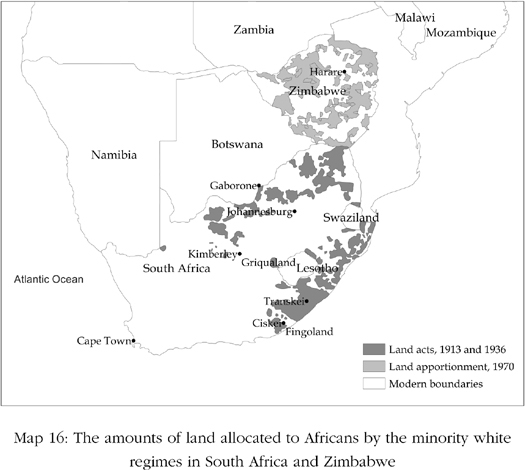 Malawi
Zambia
Mozambique
Harare
Zimbabwe
Botswana
Namibia
Gaborone
Johannesburg
Swaziland
Kimberley
Griqualand
South Africa
Lesotho
Atlantic Ocean
Transkei
Ciskei
Fingoland
Cape Town
Land acts, 1913 and 1936
Land apportionment, 1970
Modern boundaries
Map 16: The amounts of land allocated to Africans by the minority white
regimes in South Africa and Zimbabwe